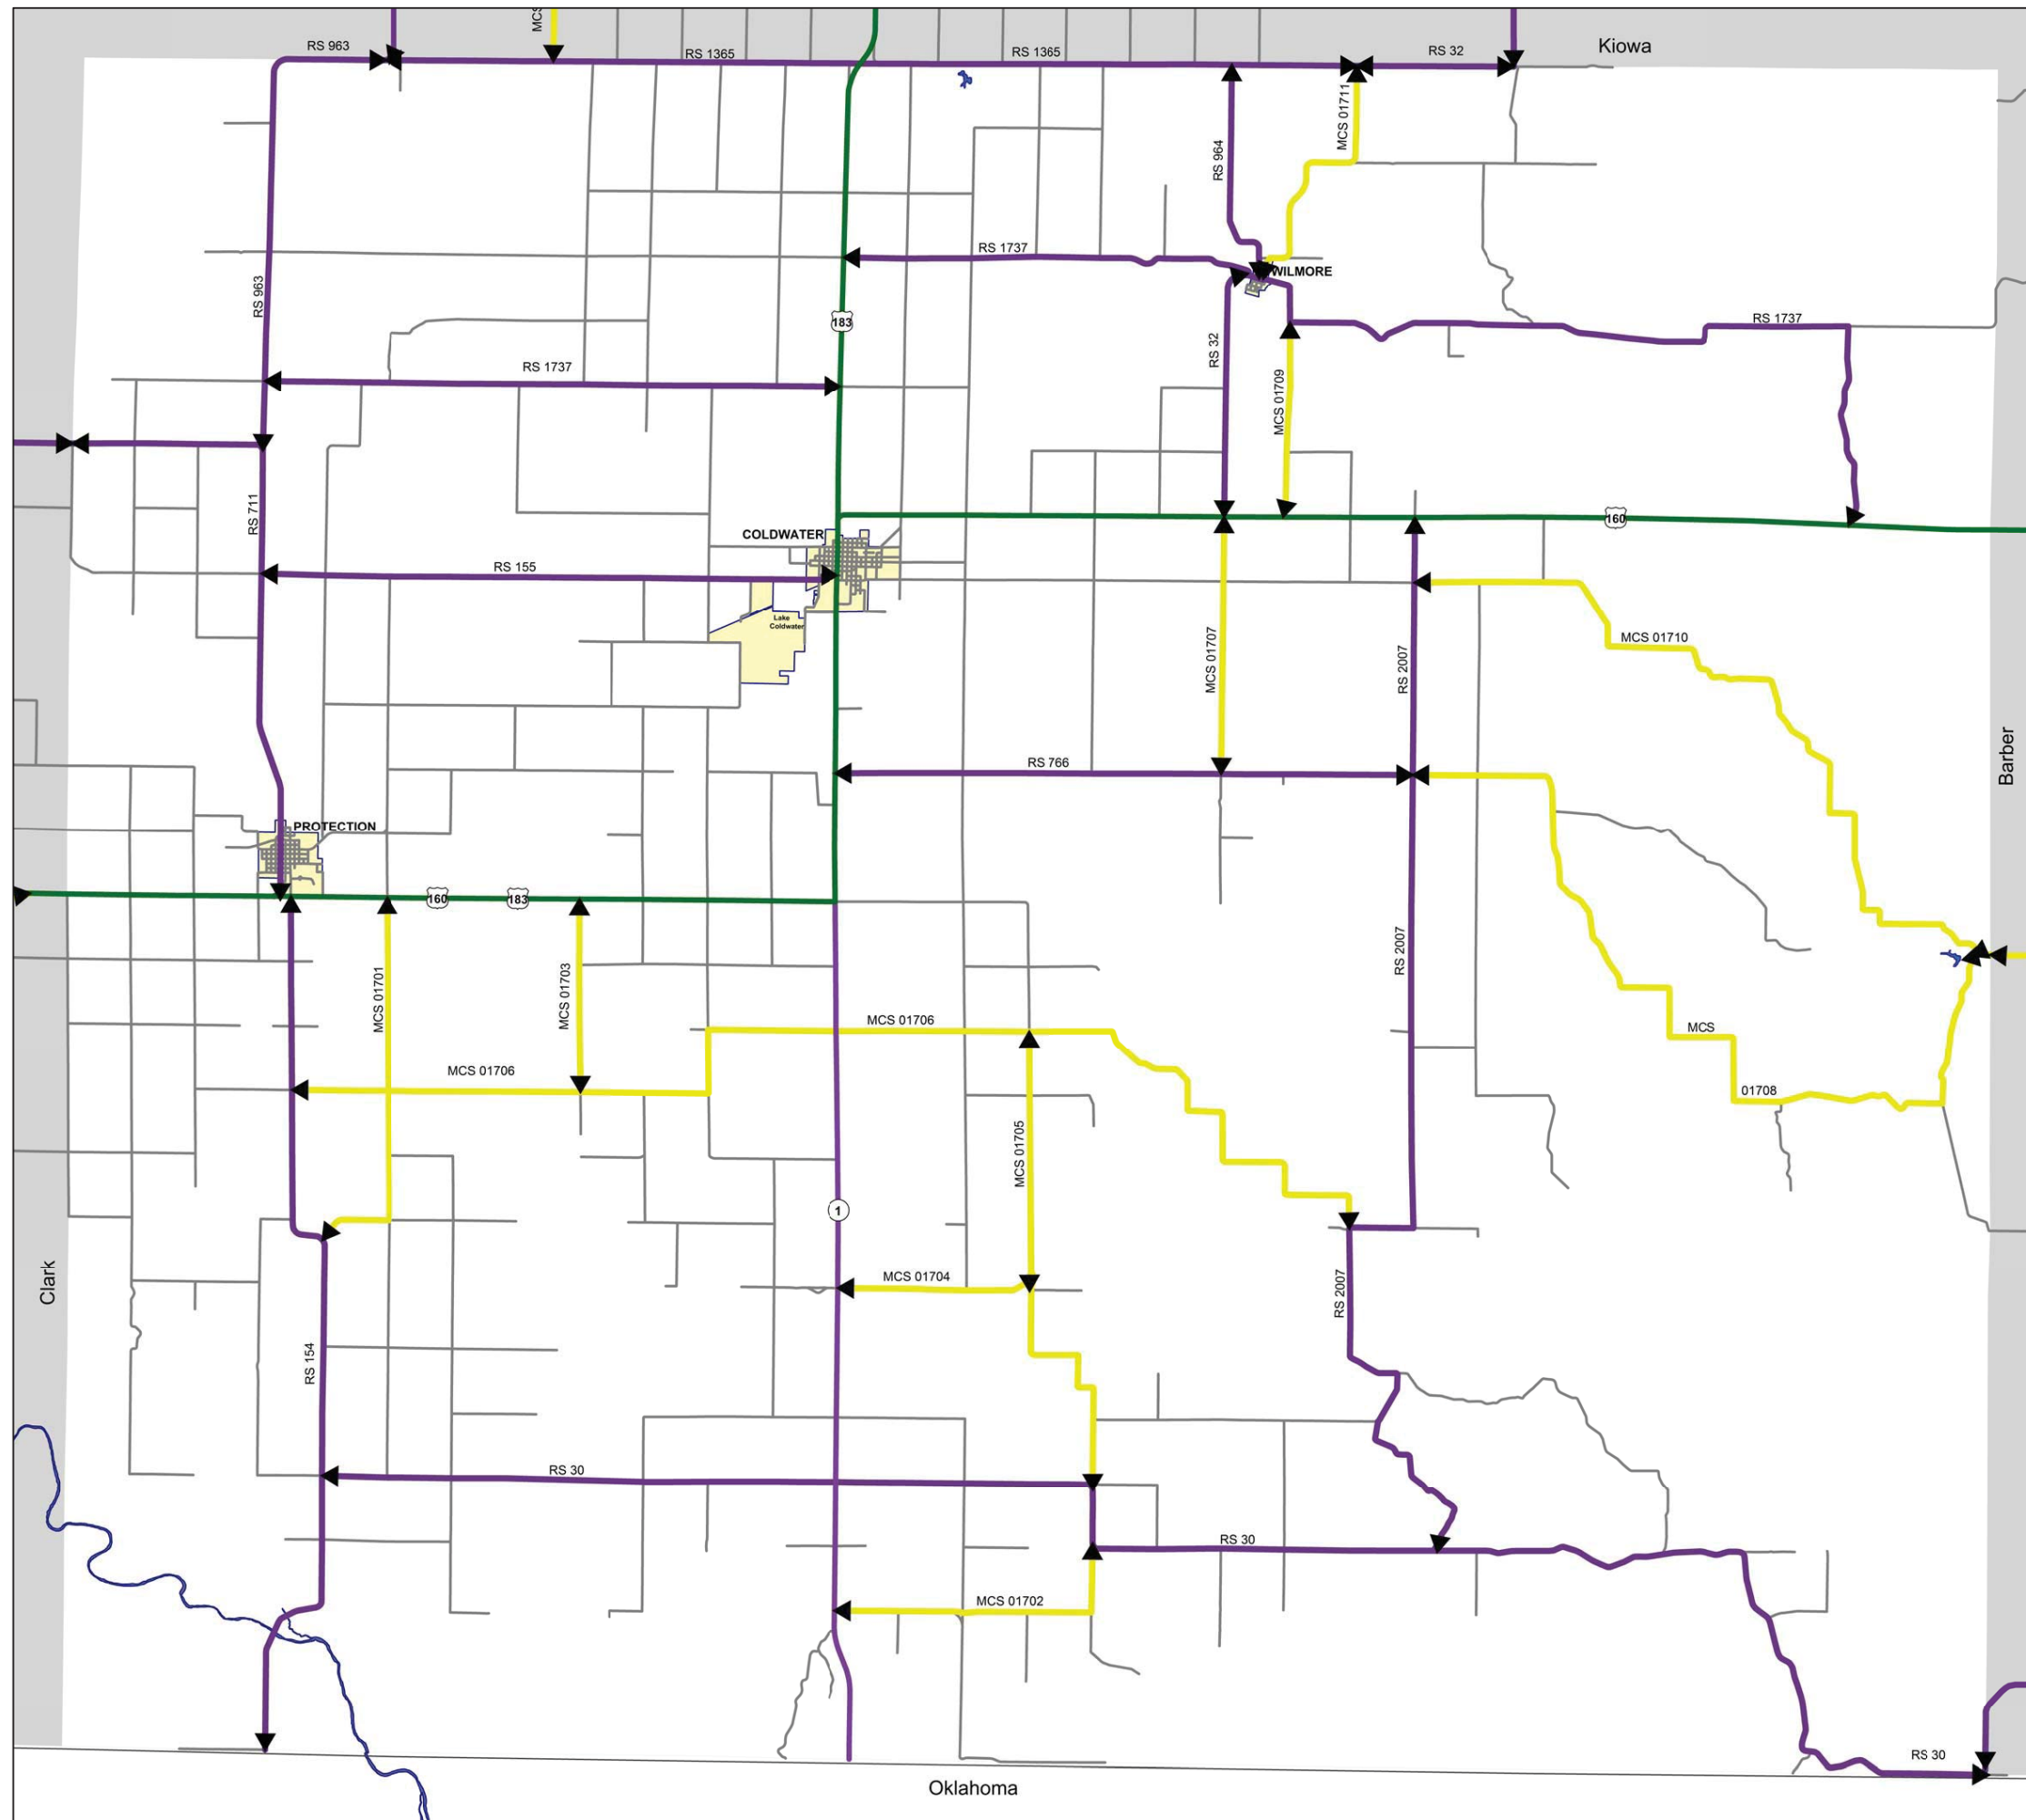 MCS
Kiowa
RS 963
RS 1365
RS 1365
RS 32
MCS 01711
RS 964
RS 1737
WILMORE
RS 963
183
RS 1737
RS 32
RS 1737
MCS 01709
RS 711
COLDWATER
160
RS 155
Lake
Coldwater
MCS 01710
MCS 01707
RS 2007
Barber
RS 766
PROTECTION
160
183
RS 2007
MCS 01701
MCS 01703
MCS 01706
MCS
MCS 01706
01708
MCS 01705
1
Clark
MCS 01704
RS 2007
RS 154
RS 30
RS 30
MCS 01702
RS 30
Oklahoma